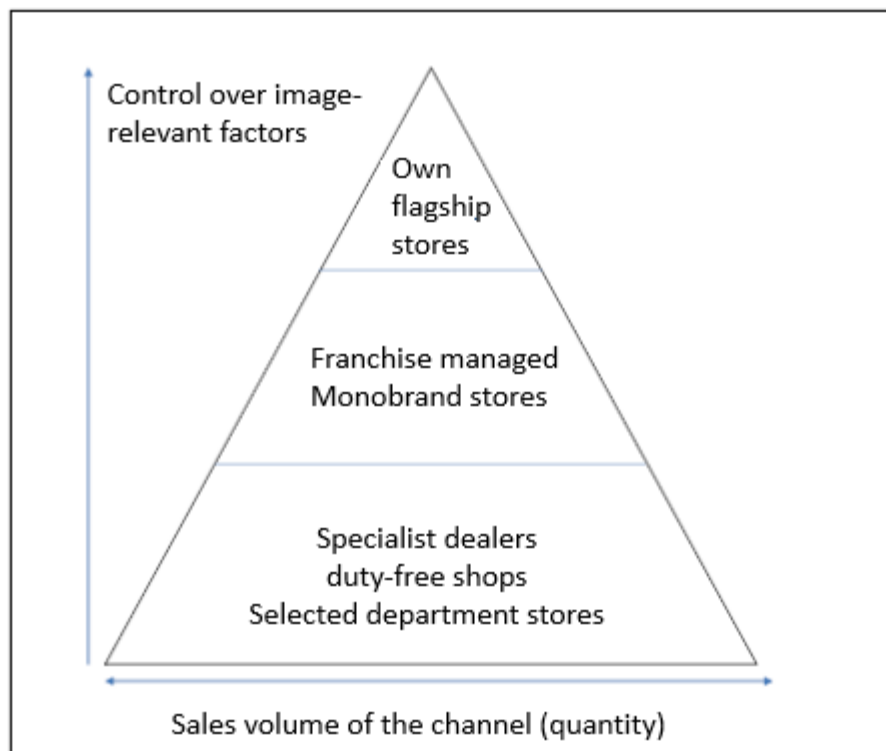 Control over image-
relevant factors
Own
flagship
stores
Franchise managed
Monobrand stores
Specialist dealers
duty-free shops
Selected department stores
Sales volume of the channel (quantity)